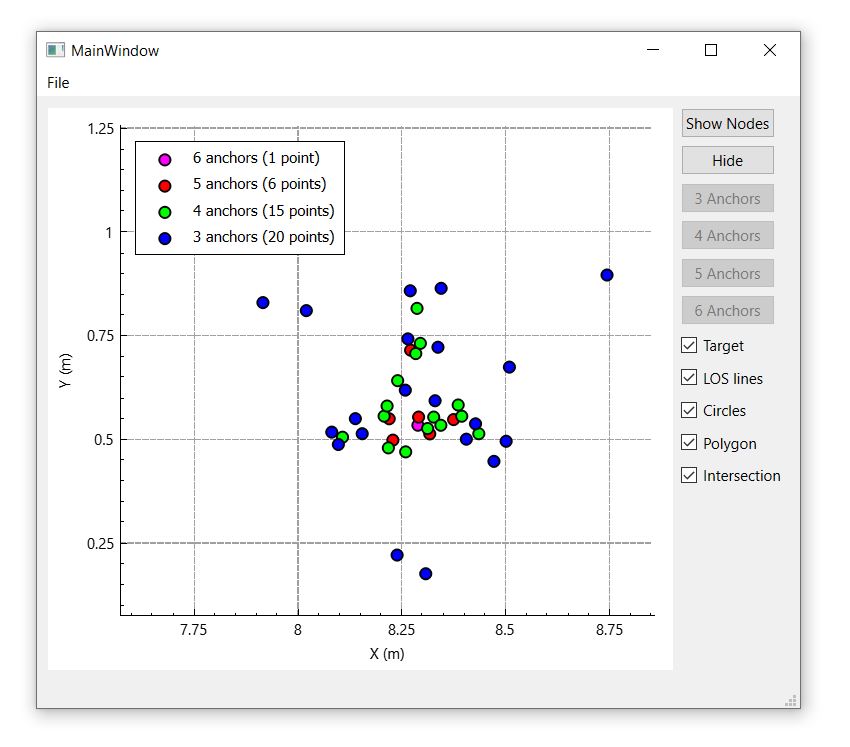 MainWindow
File
1.25
1
0.75
0.5
0.25
Y (m)
6 anchors (1 point)
5 anchors (6 points)
4 anchors (15 points)
3 anchors (20 points)
7.75 8 8.25 8.5 8.75
X (m)
Show Nodes
Hide
3 Anchors
4 Anchors
5 Anchors
6 Anchors
Target
LOS lines
Circles
Polygon
Intersection